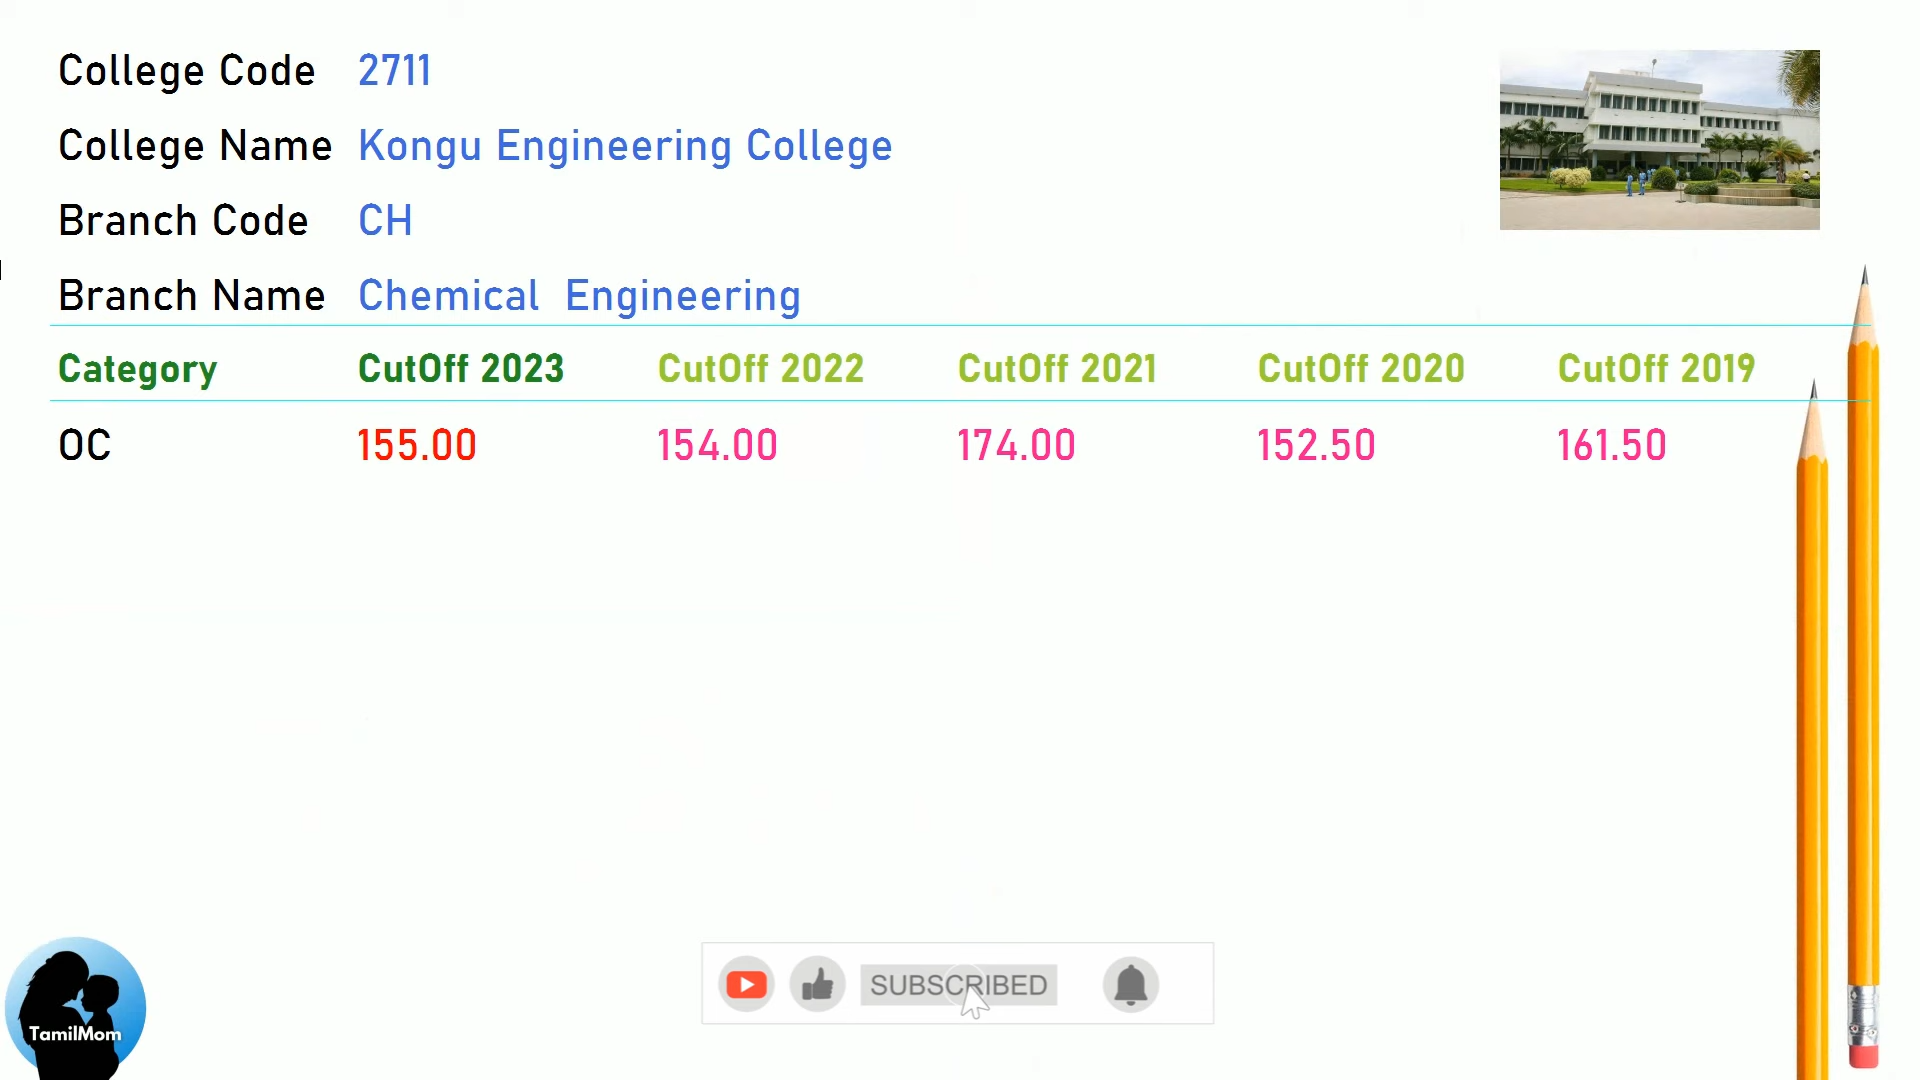 College Code 2711
College Name Kongu Engineering College
Branch Code CH
Branch Name Chemical Engineering
Category CutOff 2023 CutOff 2022 CutOff 2021 CutOff 2020 CutOff 2019
OC 155.00 154.00 174.00 152.50 161.50
SUBSCRIBED
TamilMom